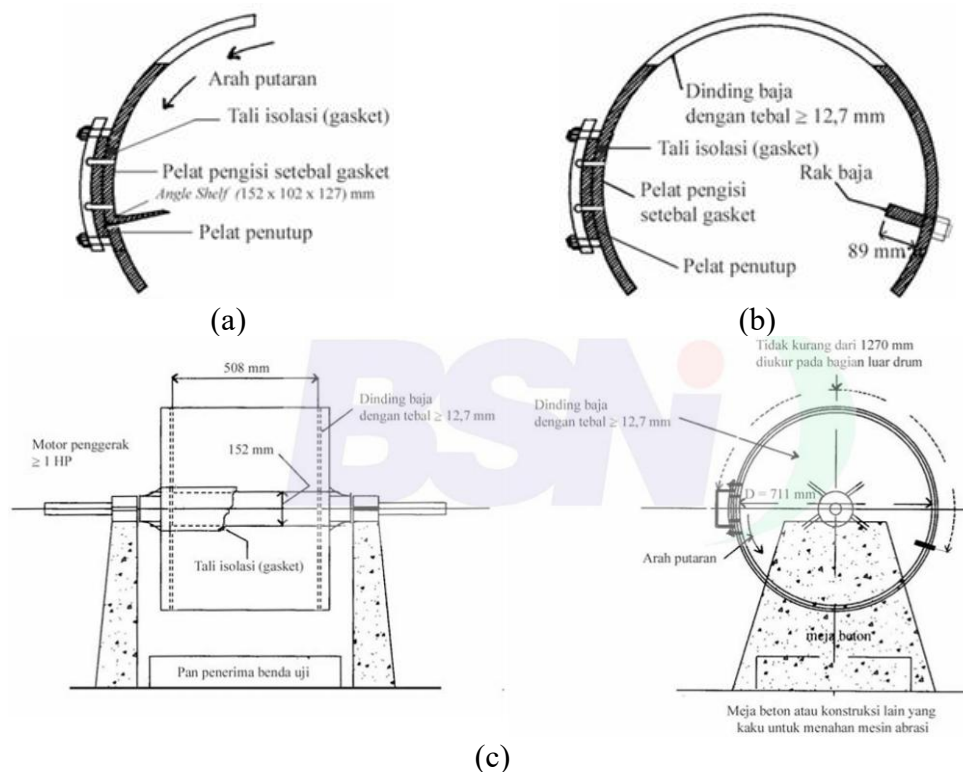 Arah putaran
Tali isolasi (gasket)
Pelat pengisi setebal gasket
Angle Shelf (152 x 102 x 127) mm
Pelat penutup
(a)
Dinding baja
dengan tebal ≥ 12,7 mm
Tali isolasi (gasket)
Pelat pengisi
setebal gasket
Rak baja
89 mm
Pelat penutup
(b)
BSNi
508 mm
Dinding baja
dengan tebal ≥ 12,7 mm
Motor penggerak
≥ 1 HP
152 mm
Tali isolasi (gasket)
Pan penerima benda uji
Tidak kurang dari 1270 mm
diukur pada bagian luar drum
Dinding baja
dengan tebal ≥ 12,7 mm
D = 711 mm
Arah putaran
meja beton
Meja beton atau konstruksi lain yang
kaku untuk menahan mesin abrasi
(c)